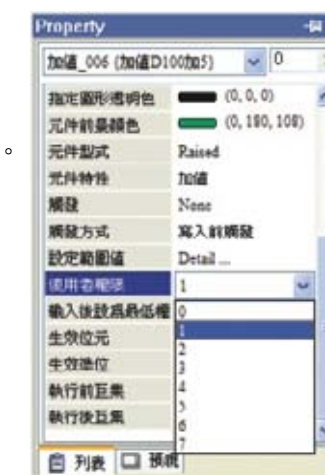 Property
加值_006 (加值D100加5) 0
指定圖形透明色 (0, 0, 0)
元件前景顏色 (0, 180, 108)
。
元件型式 Raised
元件特性 加值
觸發 None
觸發方式 寫入前觸發
設定範圍值 Detail ...
使用者權限 1
輸入後設為最低權 0
1
生效位元 2
3
生效準位 4
執行前巨集 5
執行後巨集 6
7
列表 預覽